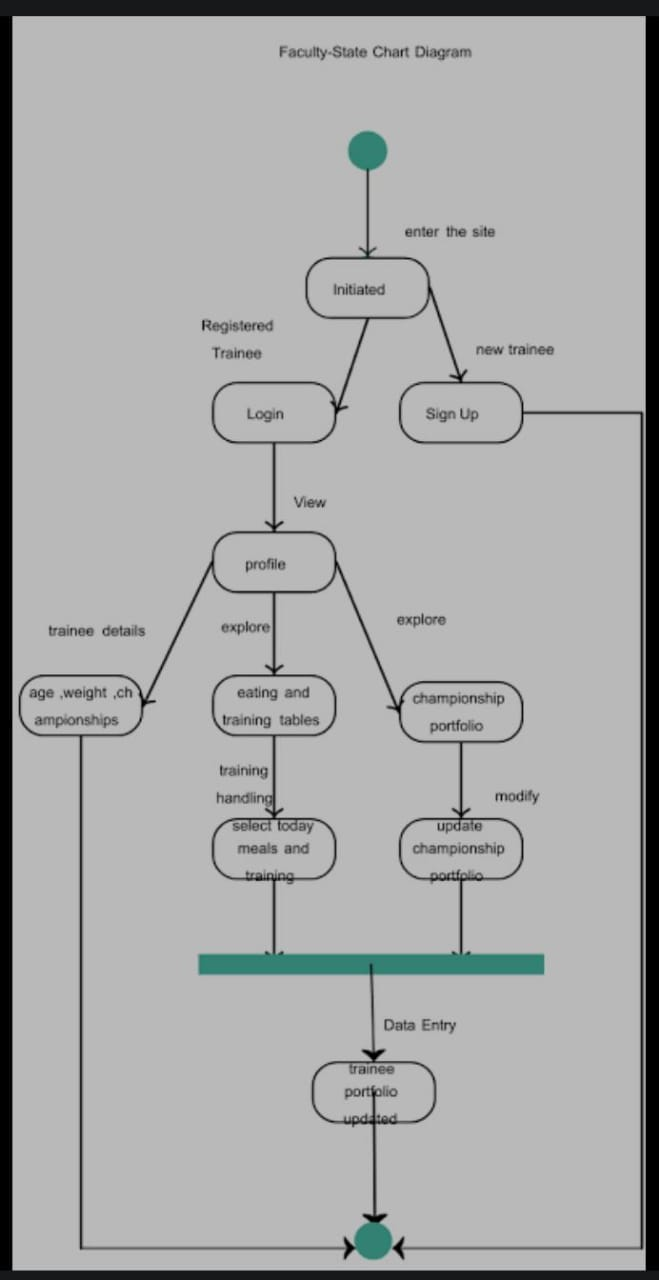 Faculty-State Chart Diagram
enter the site
Initiated
Registered
Trainee
new trainee
Login
Sign Up
View
profile
trainee details
explore
explore
age ,weight ,ch
ampionships
eating and
training tables
championship
portfolio
training
handling
modify
select today
meals and
training
update
championship
portfolio
Data Entry
trainee
portfolio
updated